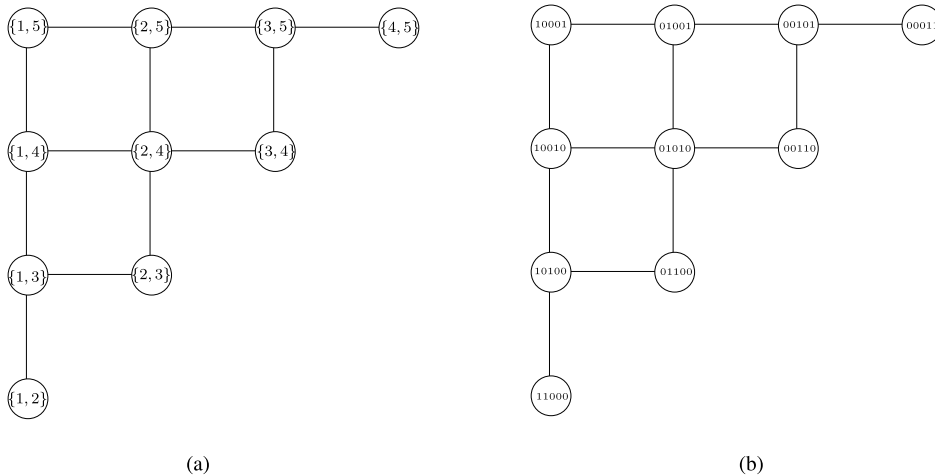 {1, 5} {2, 5} {3, 5} {4, 5} 10001 01001 00101 00011
{1, 4} {2, 4} {3, 4} 10010 01010 00110
{1, 3} {2, 3} 10100 01100
{1, 2} 11000
(a) (b)